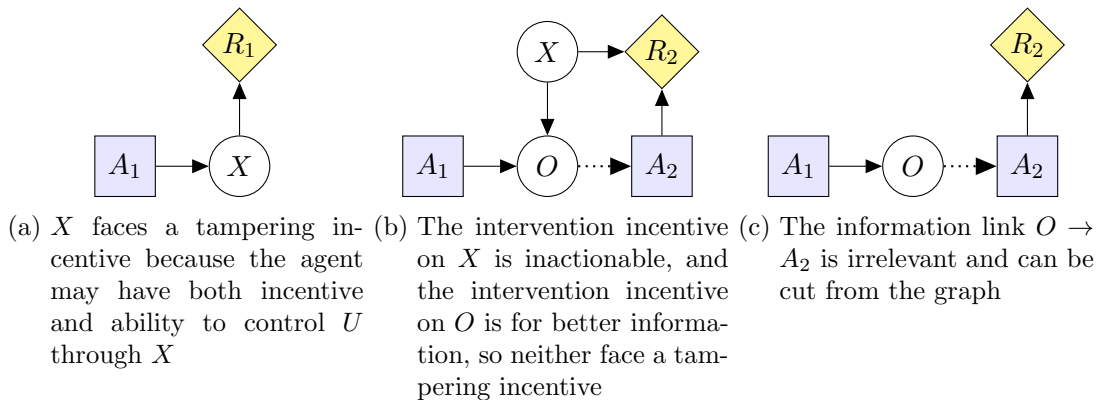 R1
X
R2
R2
A1
X
A1
O
A2
A1
O
A2
(a) X faces a tampering in-
centive because the agent
may have both incentive
and ability to control U
through X
(b) The intervention incentive
on X is inactionable, and
the intervention incentive
on O is for better informa-
tion, so neither face a tam-
pering incentive
(c) The information link O →
A2 is irrelevant and can be
cut from the graph